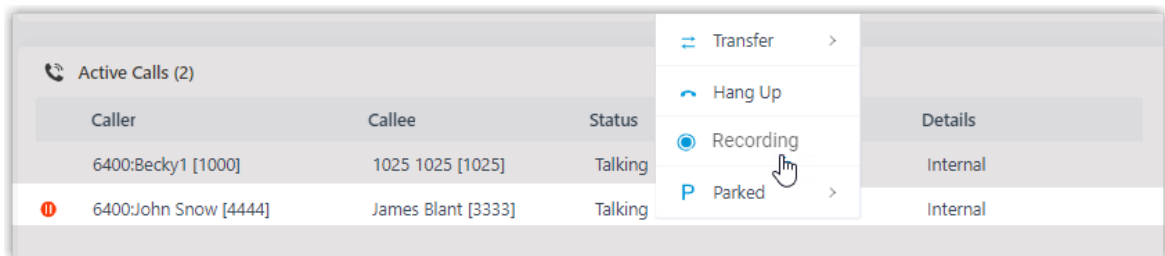 Transfer
Active Calls (2)
Hang Up
Caller Callee Status Details
Recording
6400:Becky1 [1000] 1025 1025 [1025] Talking Internal
P Parked
6400:John Snow [4444] James Blant [3333] Talking Internal